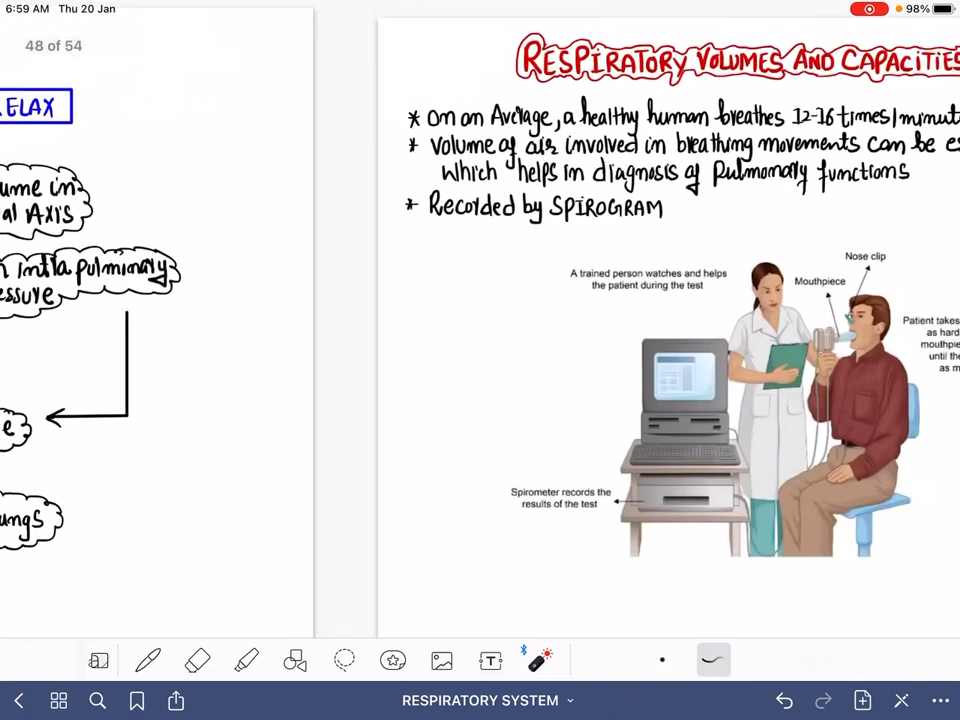 6:59 AM Thu 20 Jan
98%
48 of 54
ELAX
ume in
al AXIS
n intra pulmonary
essure
e
ungs
RESPIRATORY VOLUMES AND CAPACITIES
* On an Average, a healthy human breathes 12-16 times/minut
* Volume of air involved in breathing movements can be es
which helps in diagnosis of pulmonary functions
* Recorded by SPIROGRAM
A trained person watches and helps
the patient during the test
Nose clip
Mouthpiece
Patient takes
as hard
mouthpie
until the
as m
Spirometer records the
results of the test
T
RESPIRATORY SYSTEM